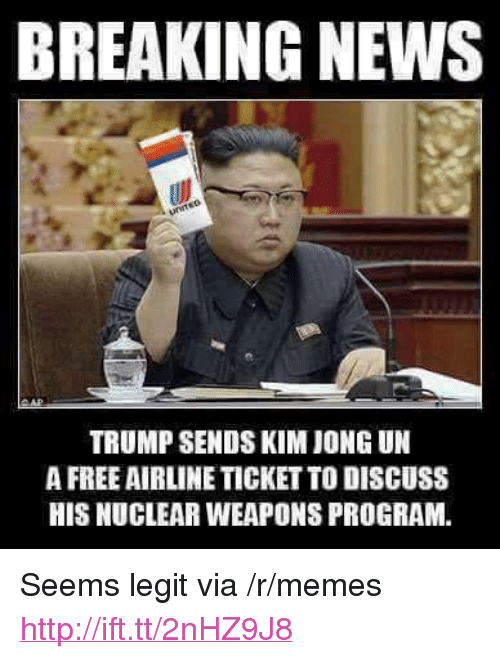 BREAKING NEWS
UNITED
© AP
TRUMP SENDS KIM JONG UN
A FREE AIRLINE TICKET TO DISCUSS
HIS NUCLEAR WEAPONS PROGRAM.
Seems legit via /r/memes
http://ift.tt/2nHZ9J8